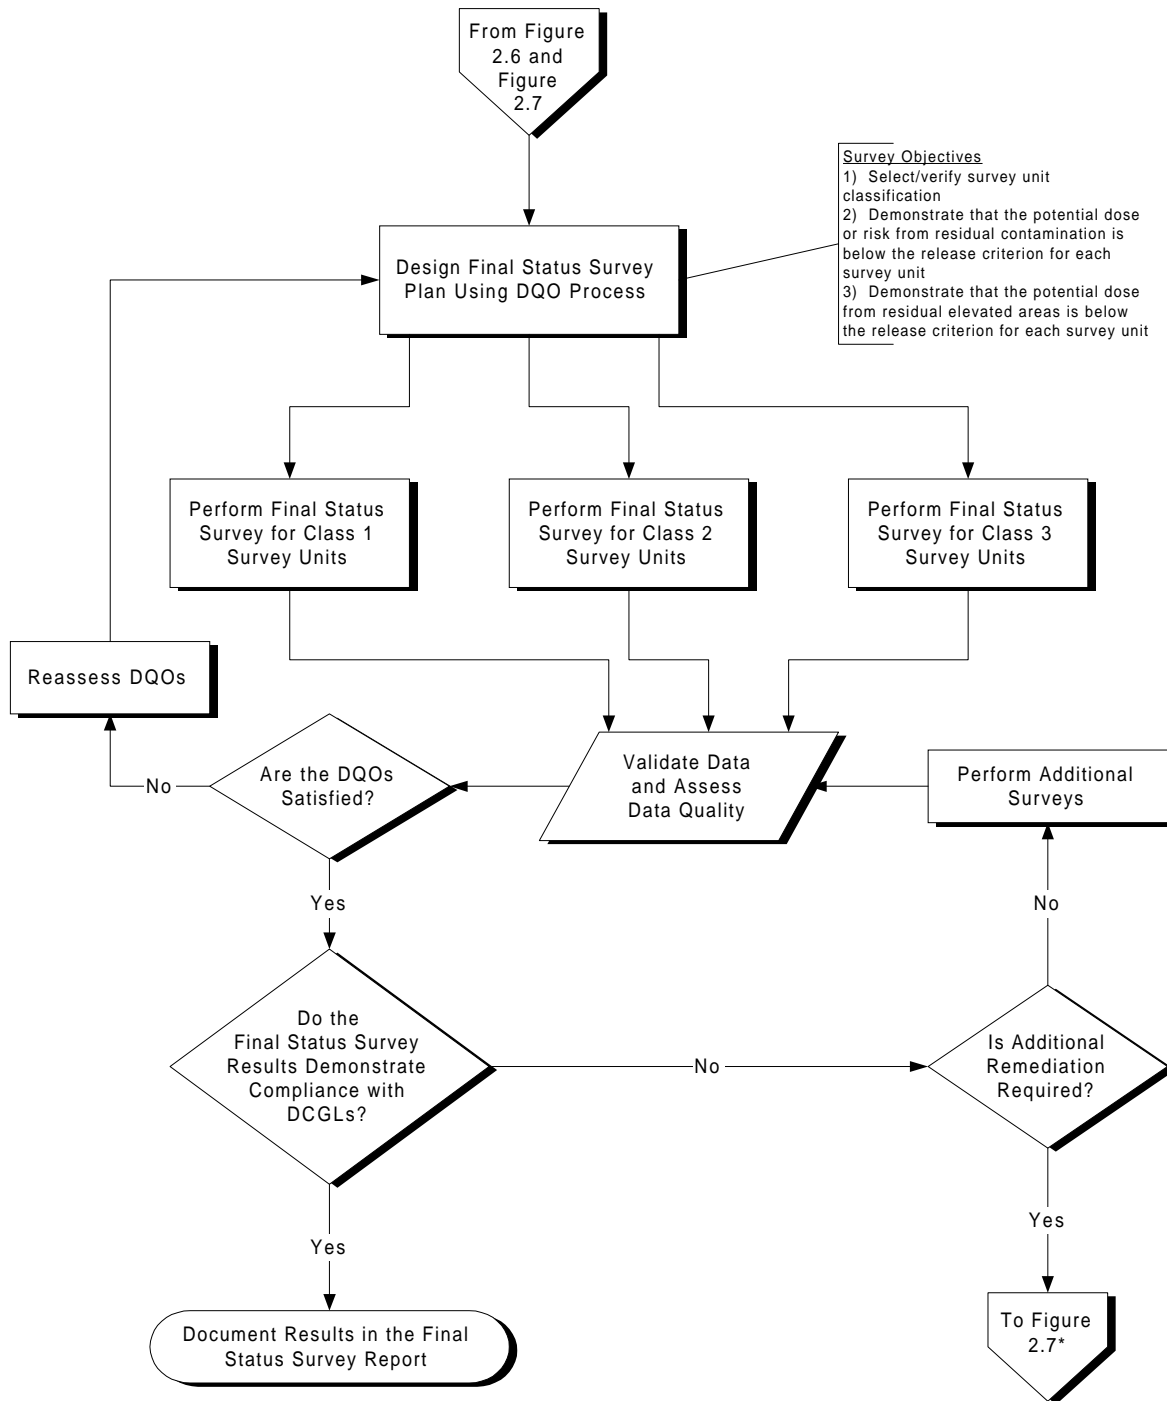 From Figure
2.6 and
Figure
2.7
Survey Objectives
1) Select/verify survey unit
classification
2) Demonstrate that the potential dose
or risk from residual contamination is
below the release criterion for each
survey unit
3) Demonstrate that the potential dose
from residual elevated areas is below
the release criterion for each survey unit
Design Final Status Survey
Plan Using DQO Process
Perform Final Status
Survey for Class 1
Survey Units
Perform Final Status
Survey for Class 2
Survey Units
Perform Final Status
Survey for Class 3
Survey Units
Reassess DQOs
No
Are the DQOs
Satisfied?
Validate Data
and Assess
Data Quality
Perform Additional
Surveys
Yes
No
Do the
Final Status Survey
Results Demonstrate
Compliance with
DCGLs?
No
Is Additional
Remediation
Required?
Yes
Yes
Document Results in the Final
Status Survey Report
To Figure
2.7*